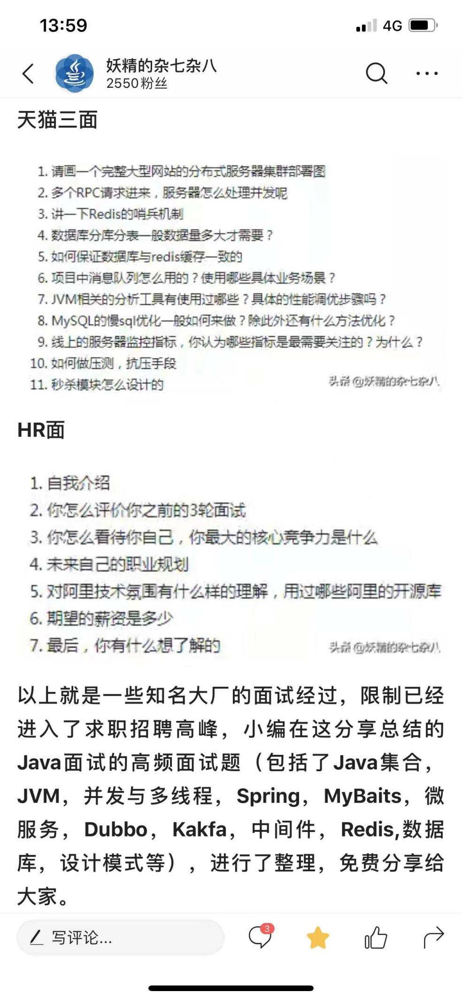 13:59
4G
妖精的杂七杂八
2550粉丝
天猫三面
1. 请画一个完整大型网站的分布式服务器集群部署图
2. 多个RPC请求进来，服务器怎么处理并发呢
3. 讲一下Redis的哨兵机制
4. 数据库分库分表一般数据量多大才需要？
5. 如何保证数据库与redis缓存一致的
6. 项目中消息队列怎么用的？使用哪些具体业务场景？
7. JVM相关的分析工具有使用过哪些？具体的性能调优步骤吗？
8. MySQL的慢sql优化一般如何来做？除此外还有什么方法优化？
9. 线上的服务器监控指标，你认为哪些指标是最需要关注的？为什么？
10. 如何做压测，抗压手段
11. 秒杀模块怎么设计的
头条 @妖精的杂七杂八
HR面
1. 自我介绍
2. 你怎么评价你之前的3轮面试
3. 你怎么看待你自己，你最大的核心竞争力是什么
4. 未来自己的职业规划
5. 对阿里技术氛围有什么样的理解，用过哪些阿里的开源库
6. 期望的薪资是多少
7. 最后，你有什么想了解的
头条 @妖精的杂七杂八
以上就是一些知名大厂的面试经过，限制已经
进入了求职招聘高峰，小编在这分享总结的
Java面试的高频面试题（包括了Java集合，
JVM，并发与多线程，Spring，MyBaits，微
服务，Dubbo，Kakfa，中间件，Redis,数据
库，设计模式等），进行了整理，免费分享给
大家。
写评论...
3